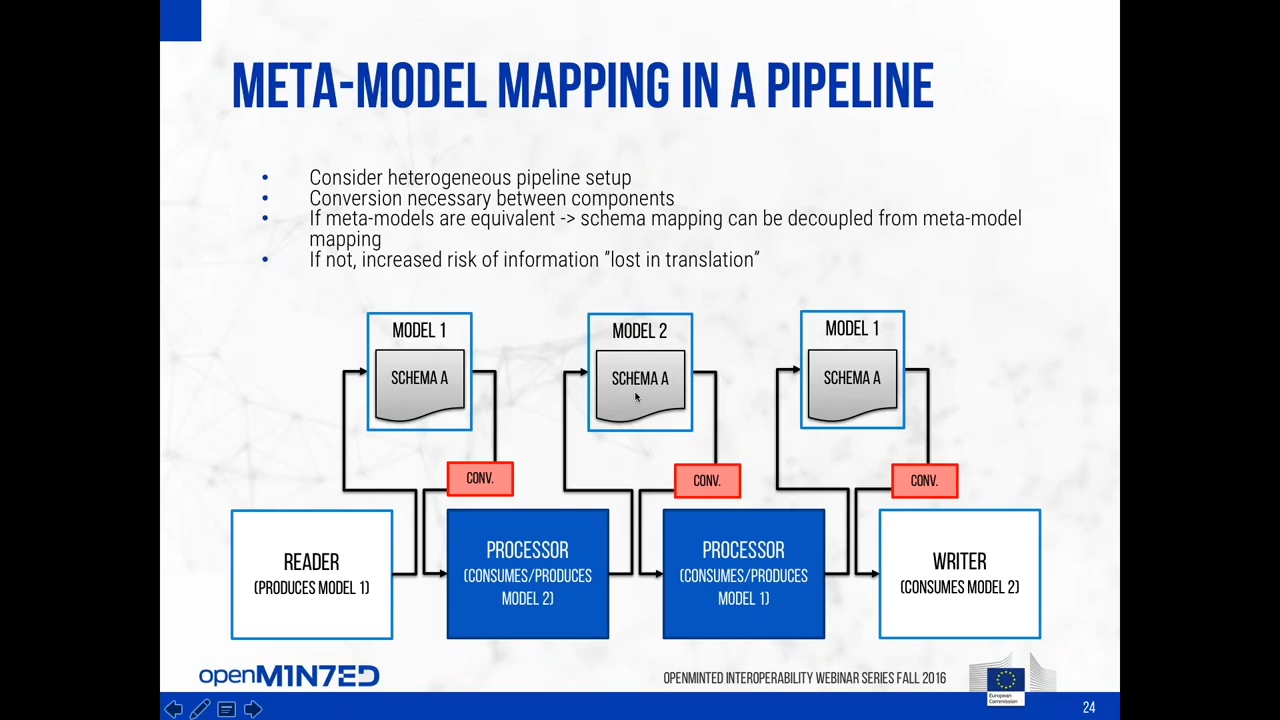 META-MODEL MAPPING IN A PIPELINE
• Consider heterogeneous pipeline setup
• Conversion necessary between components
• If meta-models are equivalent -> schema mapping can be decoupled from meta-model
mapping
• If not, increased risk of information ”lost in translation”
MODEL 1
SCHEMA A
MODEL 2
SCHEMA A
MODEL 1
SCHEMA A
CONV.
CONV.
CONV.
READER
(PRODUCES MODEL 1)
PROCESSOR
(CONSUMES/PRODUCES
MODEL 2)
PROCESSOR
(CONSUMES/PRODUCES
MODEL 1)
WRITER
(CONSUMES MODEL 2)
openM1N7ED
OPENMINTED INTEROPERABILITY WEBINAR SERIES FALL 2016
European
Commission
24